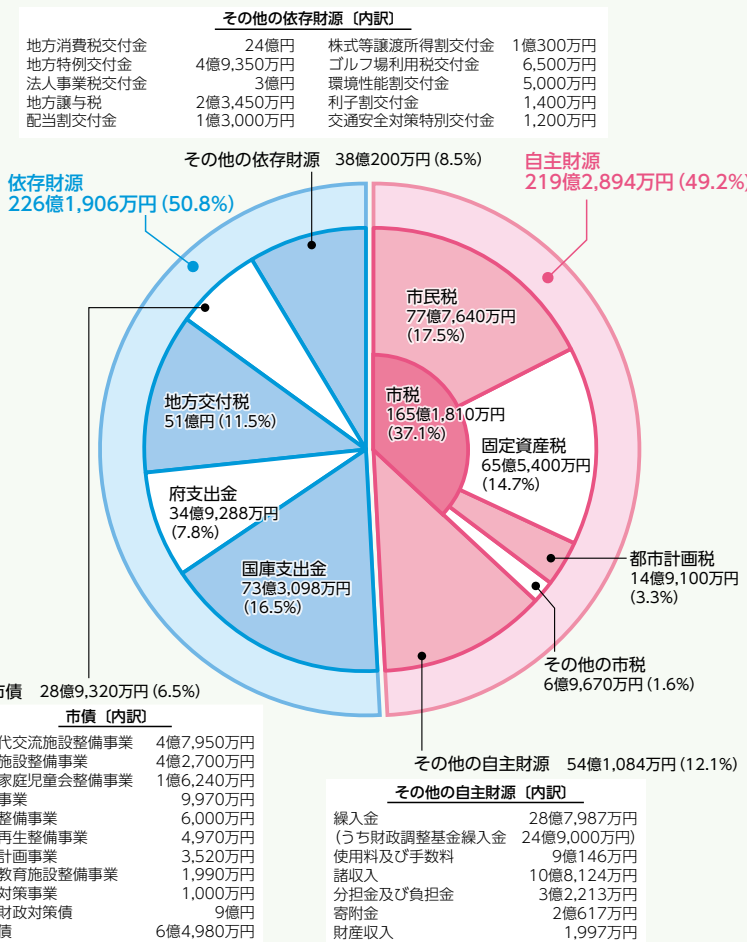 その他の依存財源〔内訳〕
地方消費税交付金 24億円
地方特例交付金 4億9,350万円
法人事業税交付金 3億円
地方譲与税 2億3,450万円
配当割交付金 1億3,000万円
株式等譲渡所得割交付金 1億300万円
ゴルフ場利用税交付金 6,500万円
環境性能割交付金 5,000万円
利子割交付金 1,400万円
交通安全対策特別交付金 1,200万円
その他の依存財源 38億200万円(8.5%)
依存財源
226億1,906万円(50.8%)
自主財源
219億2,894万円(49.2%)
市民税
77億7,640万円
(17.5%)
市税
165億1,810万円
(37.1%)
固定資産税
65億5,400万円
(14.7%)
地方交付税
51億円(11.5%)
府支出金
34億9,288万円
(7.8%)
国庫支出金
73億3,098万円
(16.5%)
都市計画税
14億9,100万円
(3.3%)
その他の市税
6億9,670万円(1.6%)
市債 28億9,320万円(6.5%)
その他の自主財源 54億1,084万円(12.1%)
市債〔内訳〕
代交流施設整備事業 4億7,950万円
施設整備事業 4億2,700万円
家庭児童会整備事業 1億6,240万円
事業 9,970万円
整備事業 6,000万円
再生整備事業 4,970万円
計画事業 3,520万円
教育施設整備事業 1,990万円
対策事業 1,000万円
財政対策債 9億円
債 6億4,980万円
その他の自主財源〔内訳〕
繰入金 28億7,987万円
(うち財政調整基金繰入金 24億9,000万円)
使用料及び手数料 9億146万円
諸収入 10億8,124万円
分担金及び負担金 3億2,213万円
寄附金 2億617万円
財産収入 1,997万円